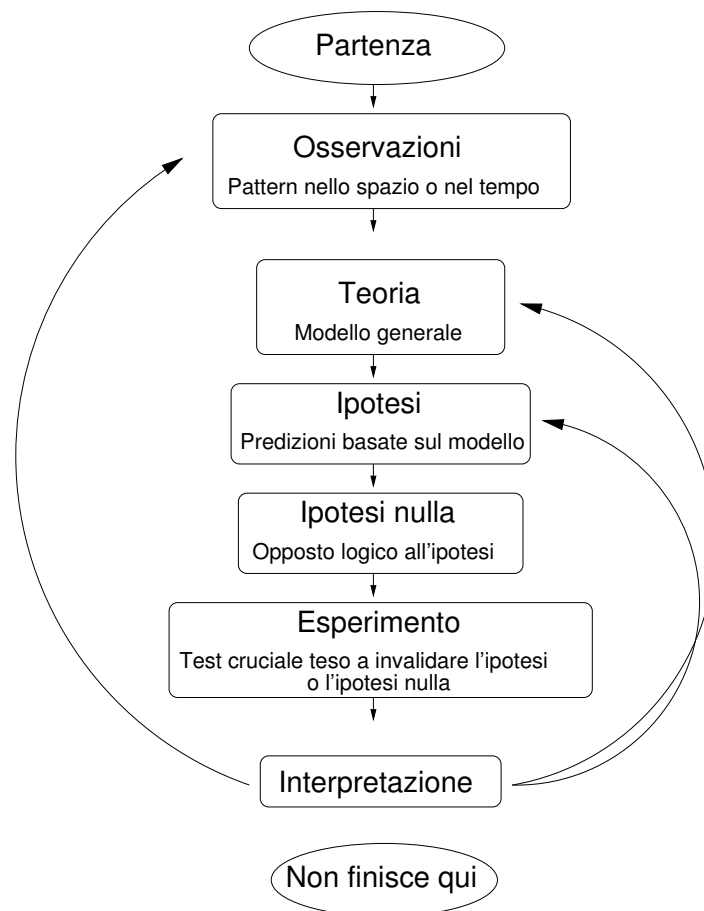 Partenza
Osservazioni
Pattern nello spazio o nel tempo
Teoria
Modello generale
Ipotesi
Predizioni basate sul modello
Ipotesi nulla
Opposto logico all'ipotesi
Esperimento
Test cruciale teso a invalidare l'ipotesi
o l'ipotesi nulla
Interpretazione
Non finisce qui